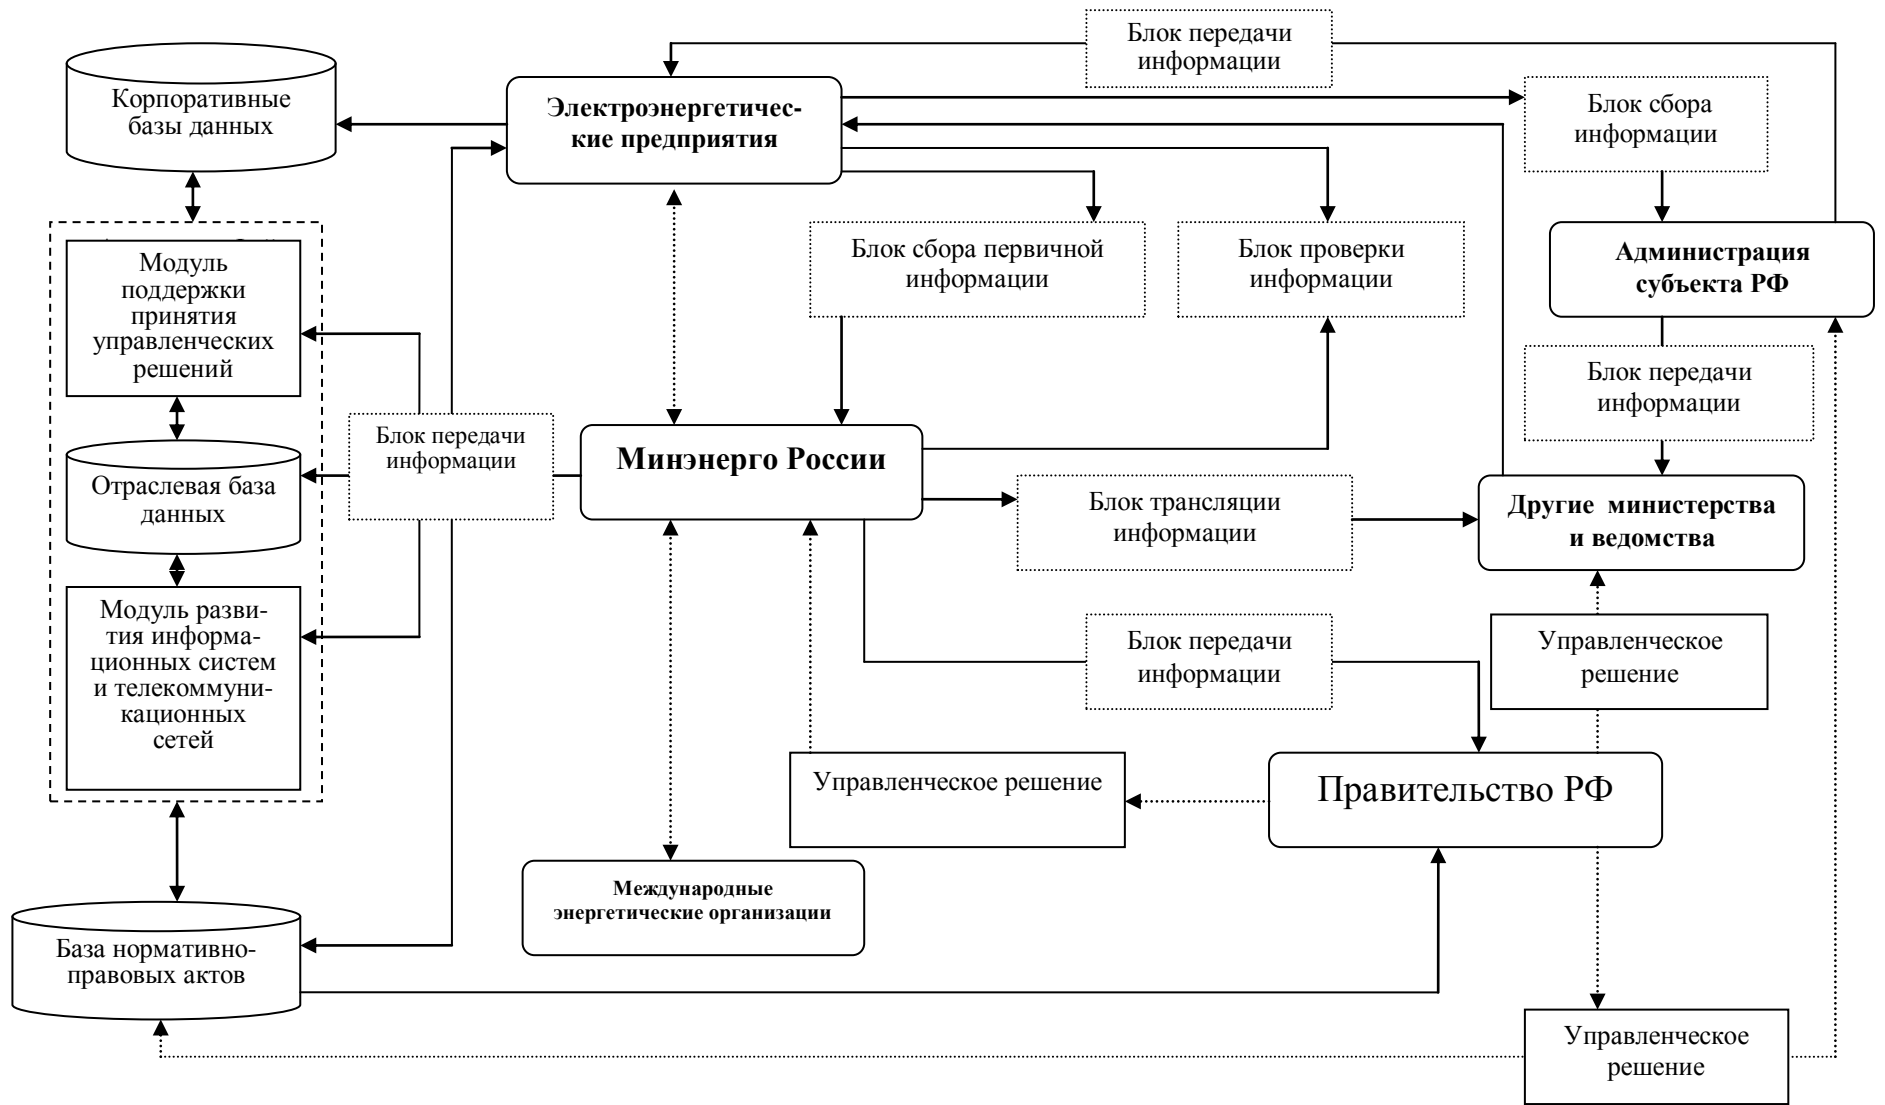 Блок передачи
информации
Корпоративные
базы данных
Электроэнергетичес-
кие предприятия
Блок сбора
информации
Блок сбора первичной
информации
Блок проверки
информации
Администрация
субъекта РФ
Модуль
поддержки
принятия
управленческих
решений
Блок передачи
информации
Блок передачи
информации
Минэнерго России
Отраслевая база
данных
Блок трансляции
информации
Другие министерства
и ведомства
Модуль разви-
тия информа-
ционных систем
и телекоммуни-
кационных
сетей
Блок передачи
информации
Управленческое
решение
Управленческое решение
Правительство РФ
Международные
энергетические организации
База нормативно-
правовых актов
Управленческое
решение